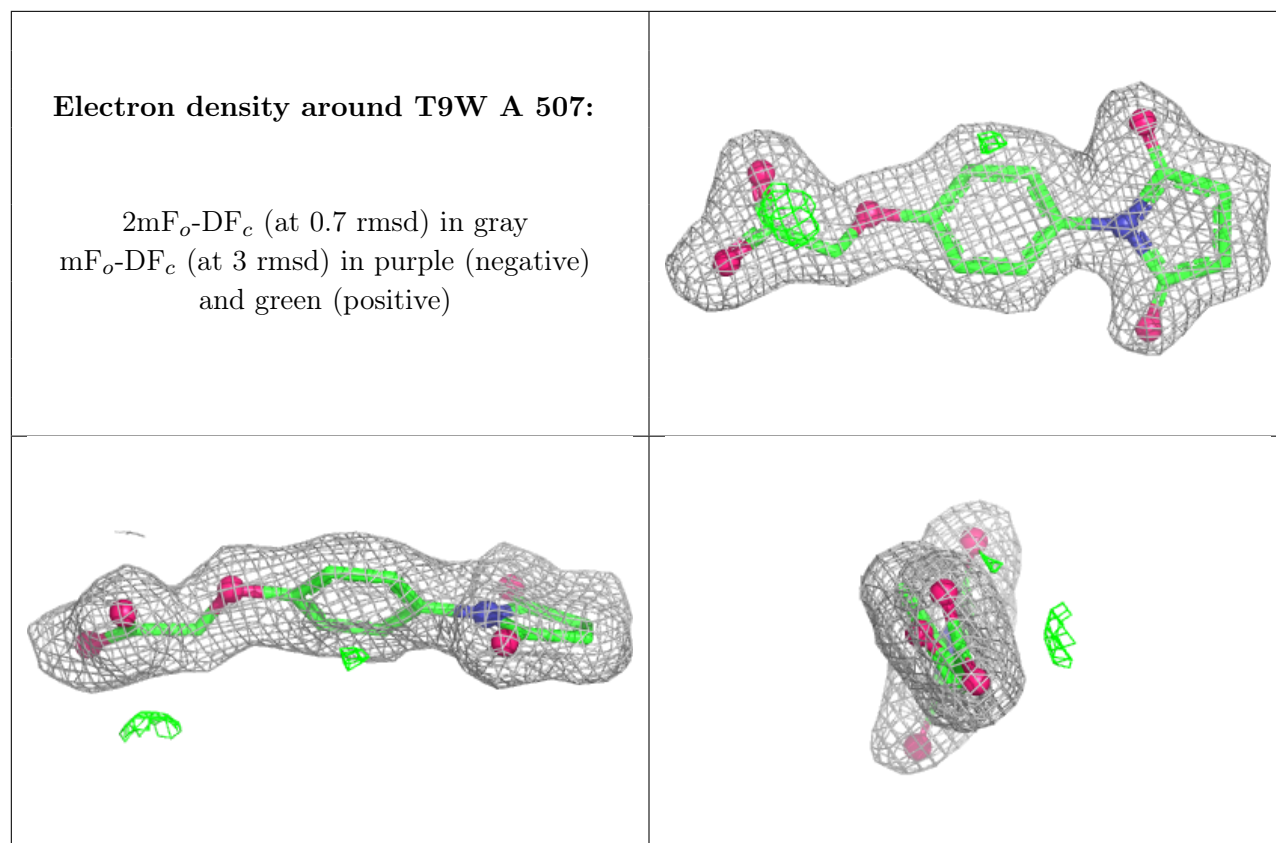 Electron density around T9W A 507:
2mFₒ-DF𝑐 (at 0.7 rmsd) in gray
mFₒ-DF𝑐 (at 3 rmsd) in purple (negative)
and green (positive)